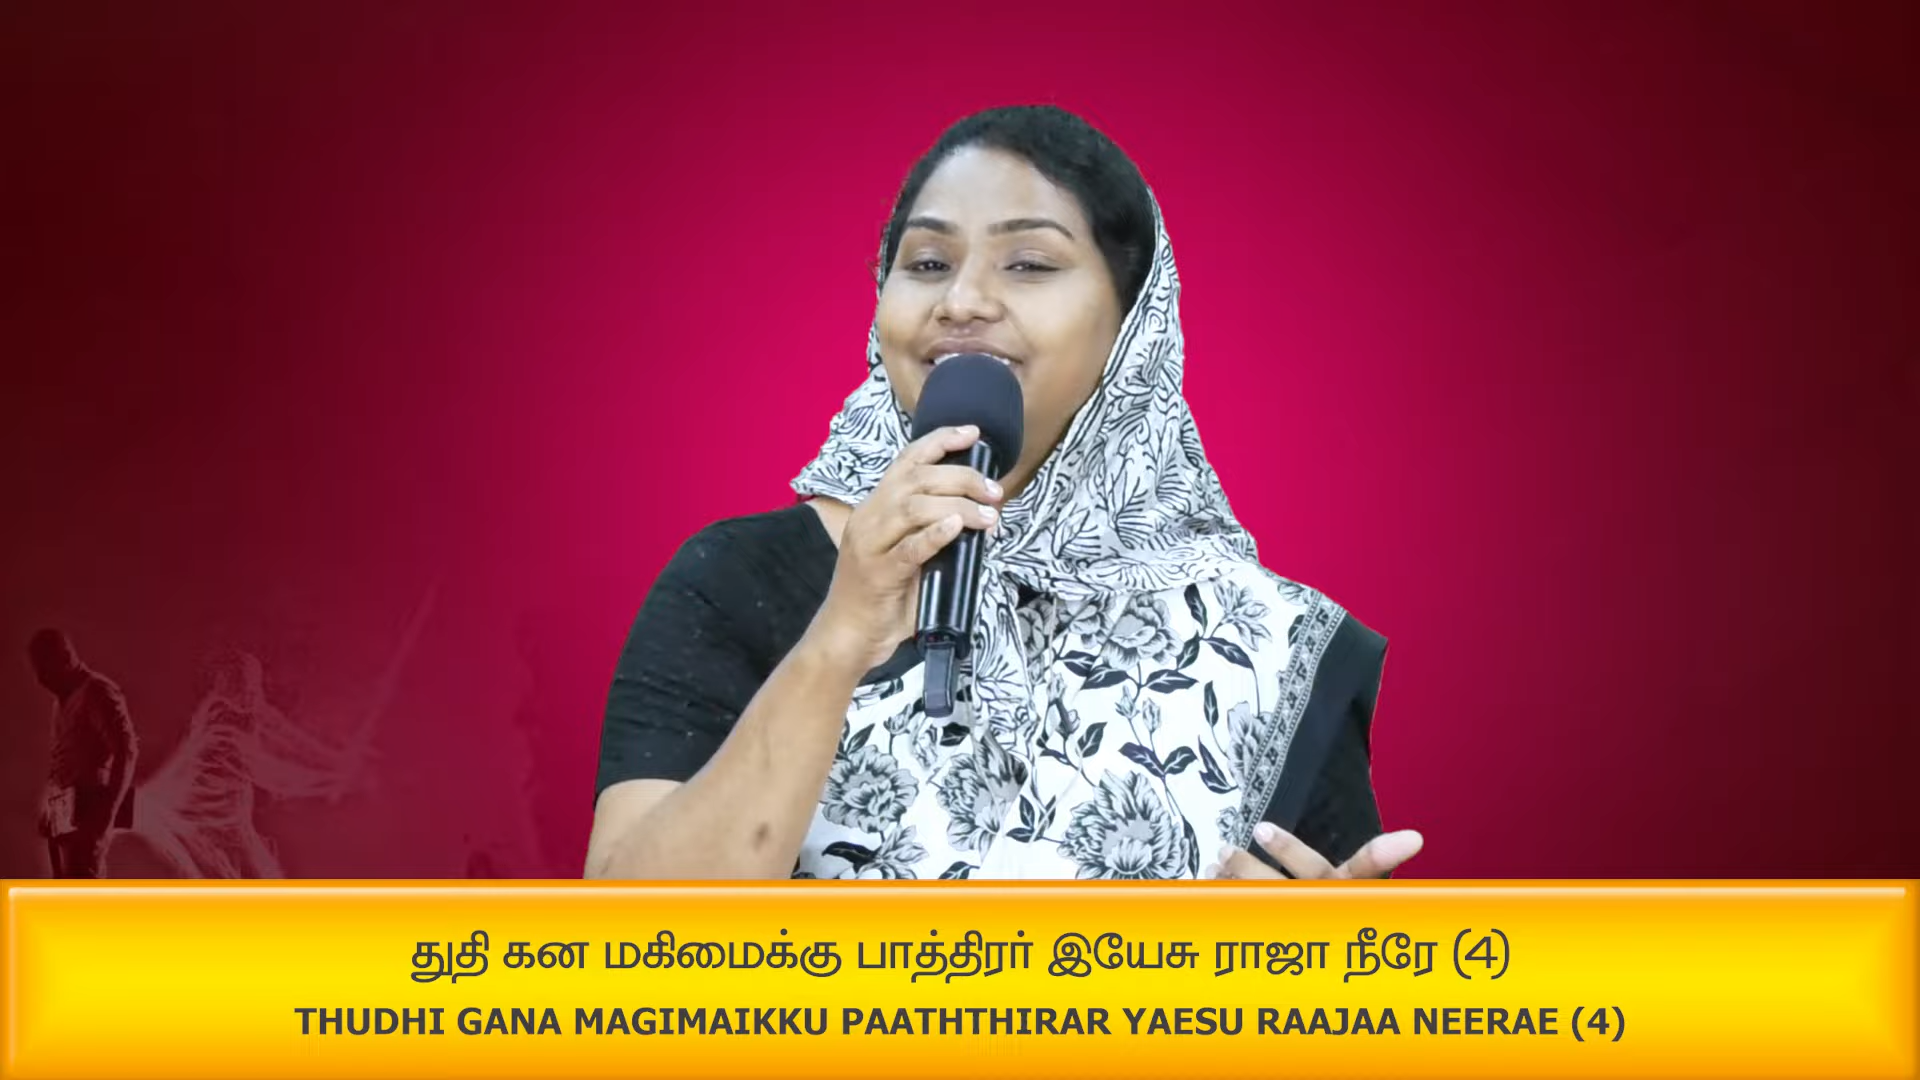 துதி கன மகிமைக்கு பாத்திரர் இயேசு ராஜா நீரே (4)
THUDHI GANA MAGIMAIKKU PAATHTHIRAR YAESU RAAJAA NEERAE (4)